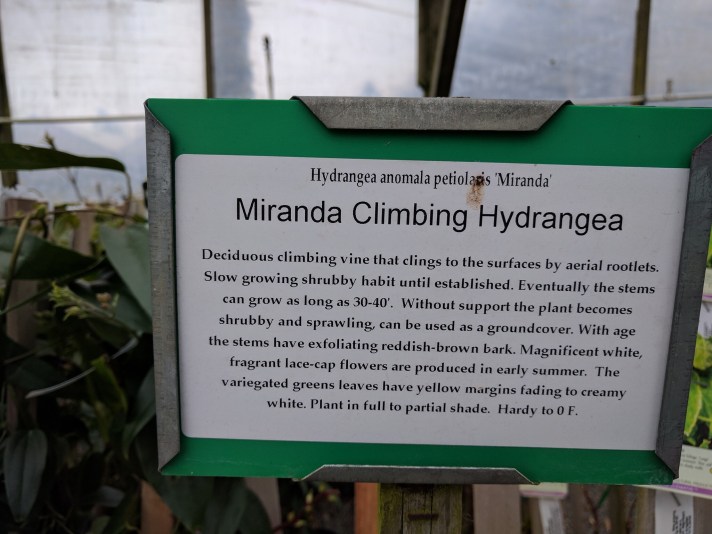 Hydrangea anomala petiolaris 'Miranda'
Miranda Climbing Hydrangea
Deciduous climbing vine that clings to the surfaces by aerial rootlets.
Slow growing shrubby habit until established. Eventually the stems
can grow as long as 30-40'. Without support the plant becomes
shrubby and sprawling, can be used as a groundcover. With age
the stems have exfoliating reddish-brown bark. Magnificent white,
fragrant lace-cap flowers are produced in early summer. The
variegated greens leaves have yellow margins fading to creamy
white. Plant in full to partial shade. Hardy to 0 F.